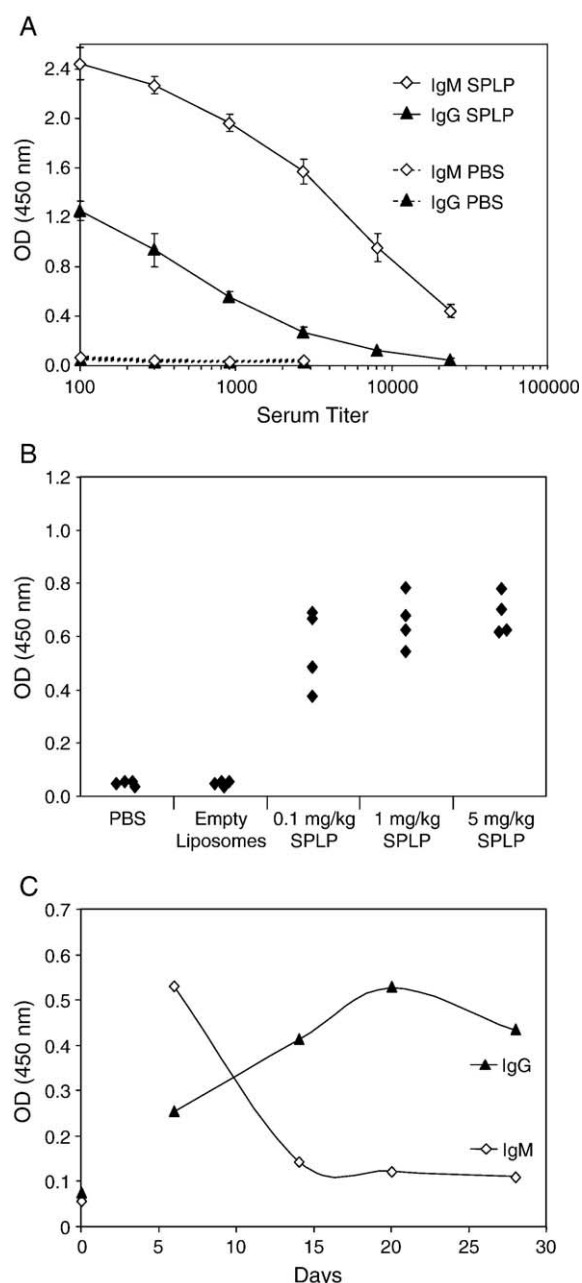 A
2.4
2.0
1.6
1.2
0.8
0.4
0.0
OD (450 nm)
IgM SPLP
IgG SPLP
IgM PBS
IgG PBS
100 1000 10000 100000
Serum Titer
B
1.2
1.0
0.8
0.6
0.4
0.2
0.0
OD (450 nm)
PBS Empty Liposomes 0.1 mg/kg SPLP 1 mg/kg SPLP 5 mg/kg SPLP
C
0.7
0.6
0.5
0.4
0.3
0.2
0.1
0
OD (450 nm)
IgG
IgM
0 5 10 15 20 25 30
Days